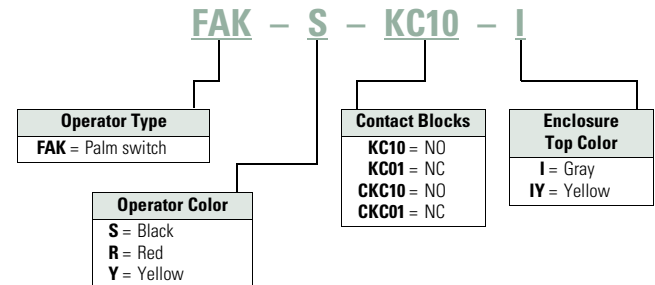 FAK – S – KC10 – I
Operator Type
FAK = Palm switch
Operator Color
S = Black
R = Red
Y = Yellow
Contact Blocks
KC10 = NO
KC01 = NC
CKC10 = NO
CKC01 = NC
Enclosure
Top Color
I = Gray
IY = Yellow